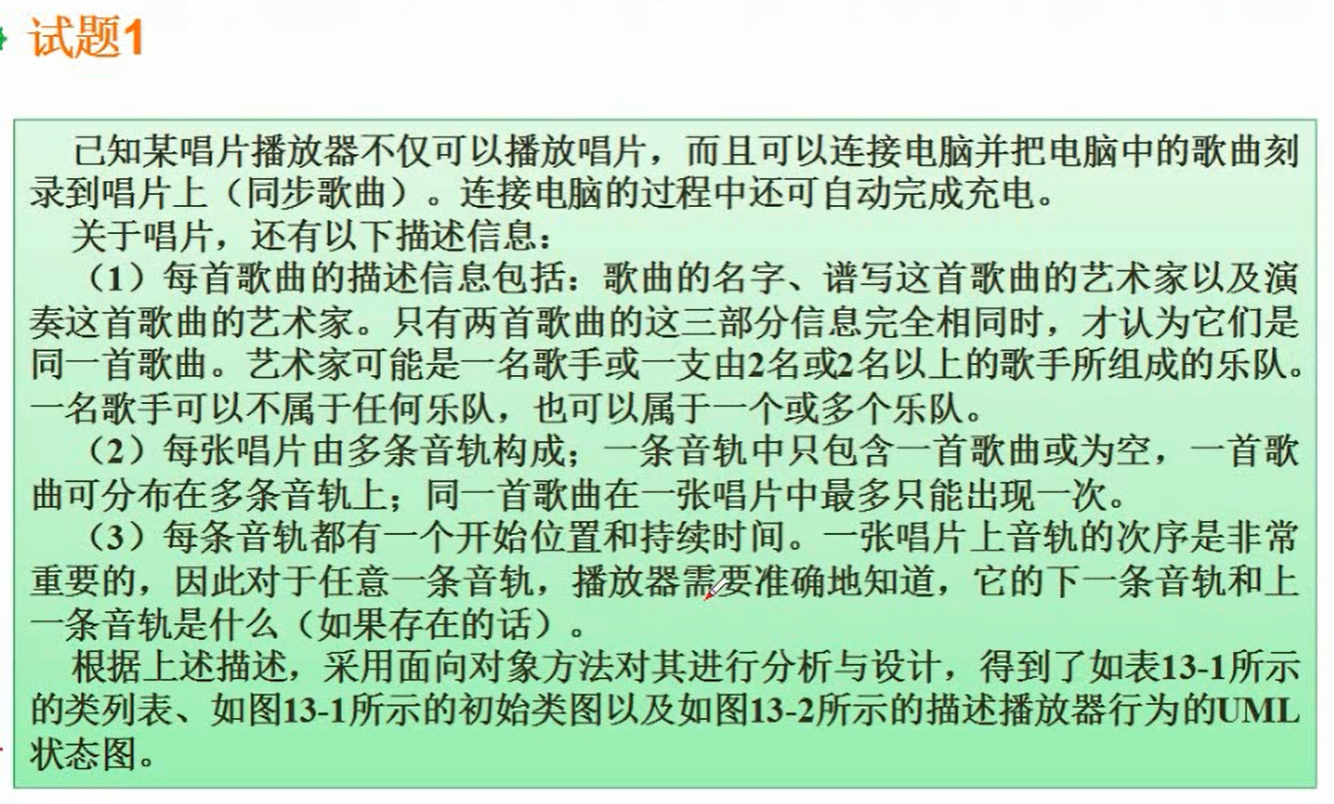 试题1
已知某唱片播放器不仅可以播放唱片，而且可以连接电脑并把电脑中的歌曲刻
录到唱片上（同步歌曲）。连接电脑的过程中还可自动完成充电。
关于唱片，还有以下描述信息：
（1）每首歌曲的描述信息包括：歌曲的名字、谱写这首歌曲的艺术家以及演
奏这首歌曲的艺术家。只有两首歌曲的这三部分信息完全相同时，才认为它们是
同一首歌曲。艺术家可能是一名歌手或一支由2名或2名以上的歌手所组成的乐队。
一名歌手可以不属于任何乐队，也可以属于一个或多个乐队。
（2）每张唱片由多条音轨构成；一条音轨中只包含一首歌曲或为空，一首歌
曲可分布在多条音轨上；同一首歌曲在一张唱片中最多只能出现一次。
（3）每条音轨都有一个开始位置和持续时间。一张唱片上音轨的次序是非常
重要的，因此对于任意一条音轨，播放器需要准确地知道，它的下一条音轨和上
一条音轨是什么（如果存在的话）。
根据上述描述，采用面向对象方法对其进行分析与设计，得到了如表13-1所示
的类列表、如图13-1所示的初始类图以及如图13-2所示的描述播放器行为的UML
状态图。